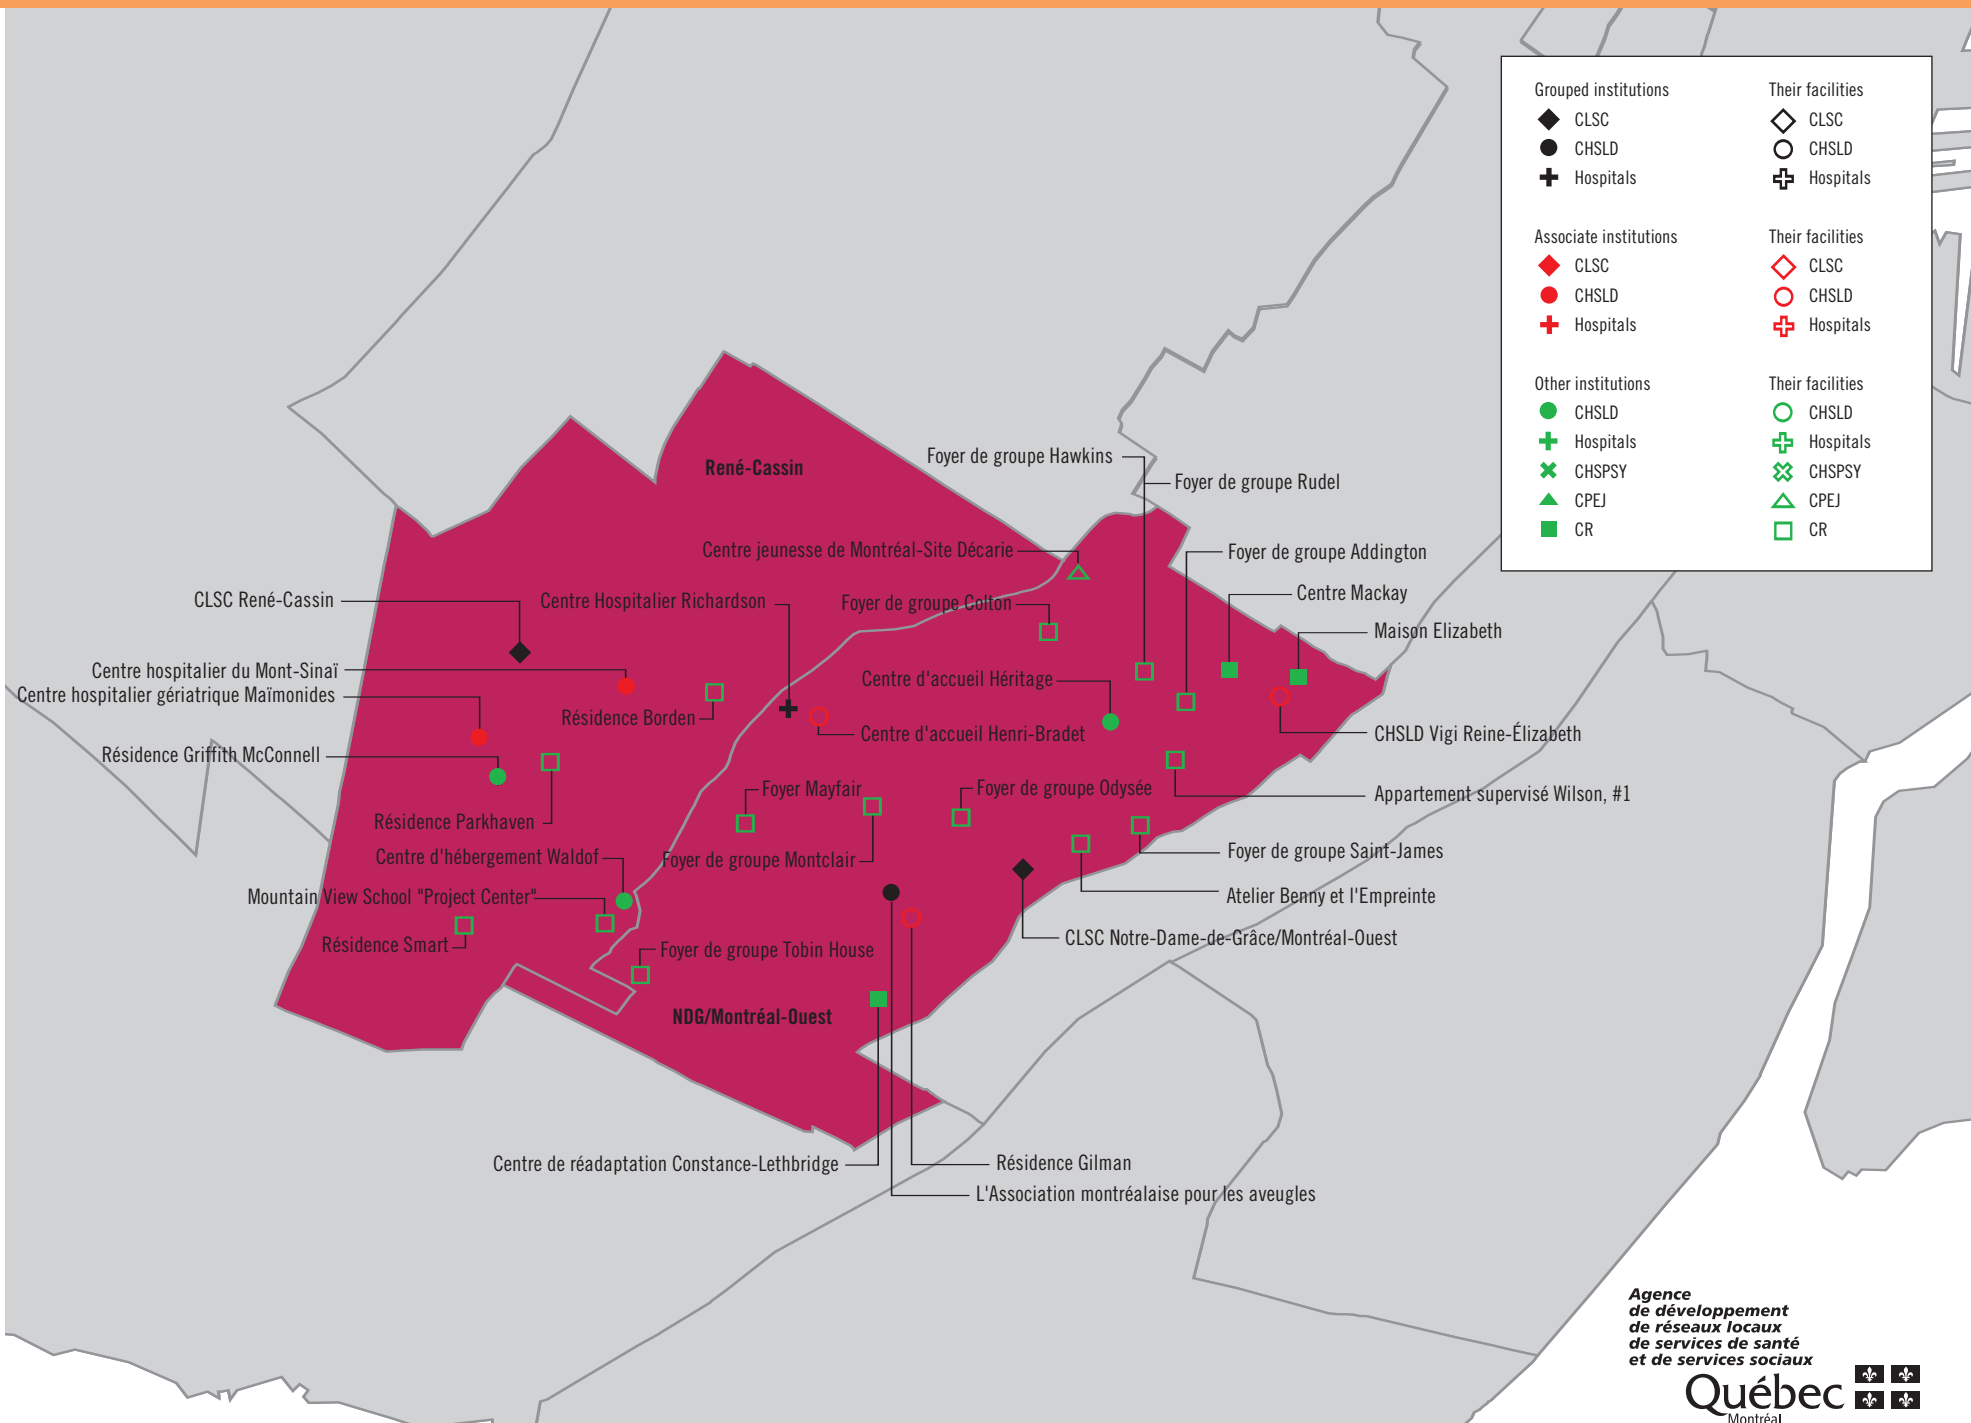 Grouped institutions
CLSC
CHSLD
Hospitals
Their facilities
CLSC
CHSLD
Hospitals
Associate institutions
CLSC
CHSLD
Hospitals
Their facilities
CLSC
CHSLD
Hospitals
Other institutions
CHSLD
Hospitals
CHSPSY
CPEJ
CR
Their facilities
CHSLD
Hospitals
CHSPSY
CPEJ
CR
René-Cassin
Foyer de groupe Hawkins
Foyer de groupe Rudel
Centre jeunesse de Montréal-Site Décarie
Foyer de groupe Addington
CLSC René-Cassin
Centre Hospitalier Richardson
Foyer de groupe Colton
Centre Mackay
Maison Elizabeth
Centre hospitalier du Mont-Sinaï
Centre hospitalier gériatrique Maïmonides
Centre d'accueil Héritage
Résidence Borden
Centre d'accueil Henri-Bradet
CHSLD Vigi Reine-Élizabeth
Résidence Griffith McConnell
Foyer Mayfair
Foyer de groupe Odysée
Appartement supervisé Wilson, #1
Résidence Parkhaven
Centre d'hébergement Waldof
Foyer de groupe Montclair
Foyer de groupe Saint-James
Mountain View School "Project Center"
Atelier Benny et l'Empreinte
Résidence Smart
Foyer de groupe Tobin House
CLSC Notre-Dame-de-Grâce/Montréal-Ouest
NDG/Montréal-Ouest
Centre de réadaptation Constance-Lethbridge
Résidence Gilman
L'Association montréalaise pour les aveugles
Agence
de développement
de réseaux locaux
de services de santé
et de services sociaux
Québec
Montréal